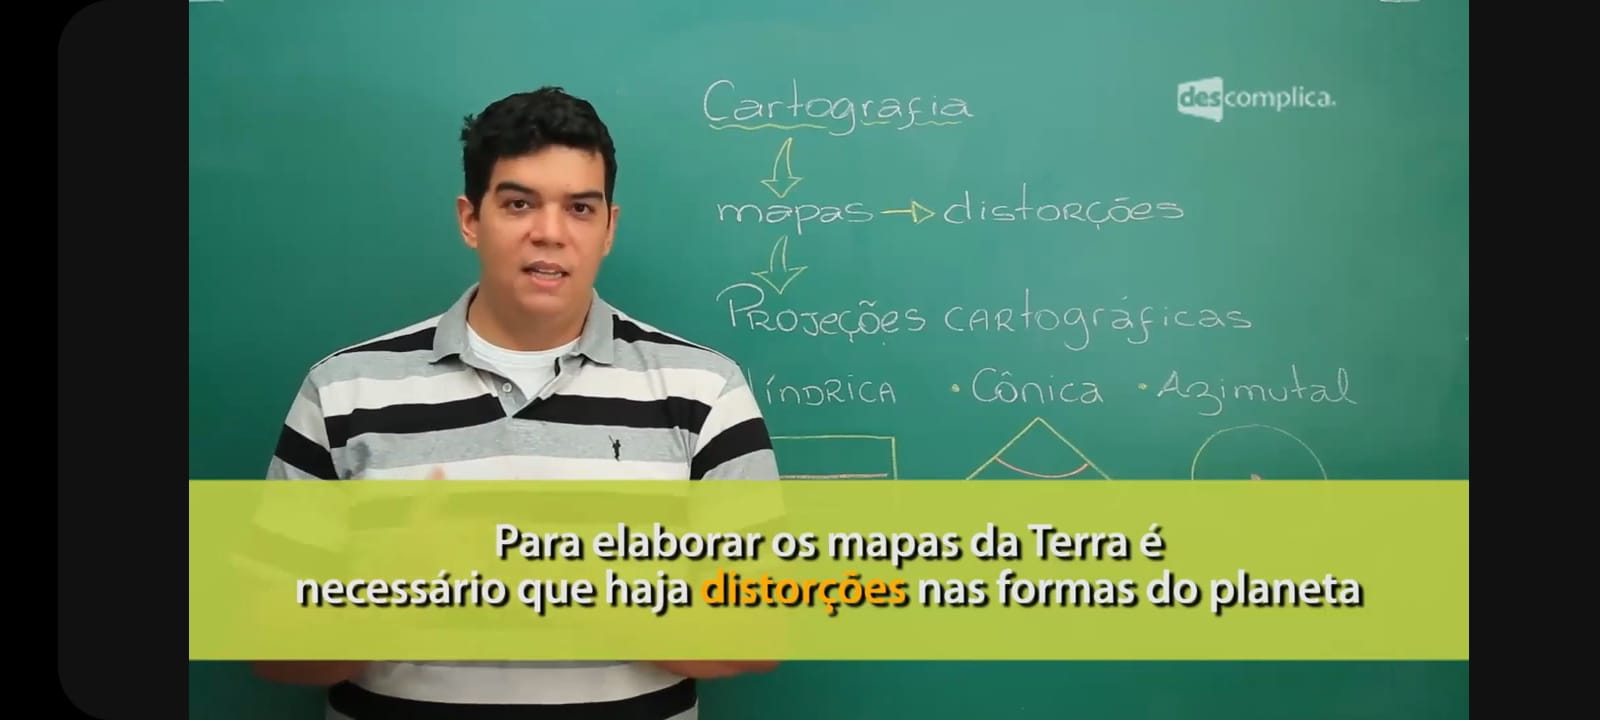 Cartografia
descomplica.
mapas → distorções
Projeções cartográficas
líndrica • Cônica • Azimutal
Para elaborar os mapas da Terra é
necessário que haja distorções nas formas do planeta